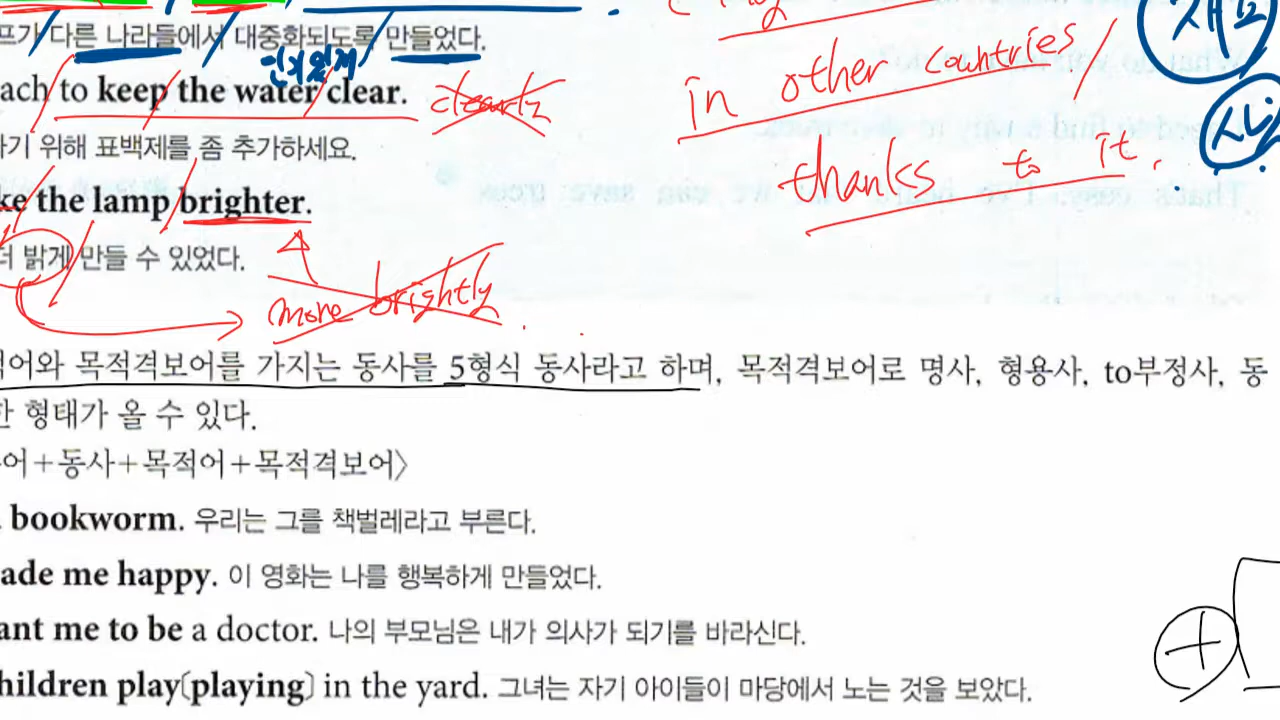 프가 다른 나라들에서 대중화되도록 만들었다.
인기있게
in other countries
ach to keep the water clear.
clearly
하기 위해 표백제를 좀 추가하세요.
thanks to it.
ke the lamp brighter.
더 밝게 만들 수 있었다.
more brightly
적어와 목적격보어를 가지는 동사를 5형식 동사라고 하며, 목적격보어로 명사, 형용사, to부정사, 동
한 형태가 올 수 있다.
어+동사+목적어+목적격보어〉
bookworm. 우리는 그를 책벌레라고 부른다.
ade me happy. 이 영화는 나를 행복하게 만들었다.
ant me to be a doctor. 나의 부모님은 내가 의사가 되기를 바라신다.
hildren play(playing) in the yard. 그녀는 자기 아이들이 마당에서 노는 것을 보았다.